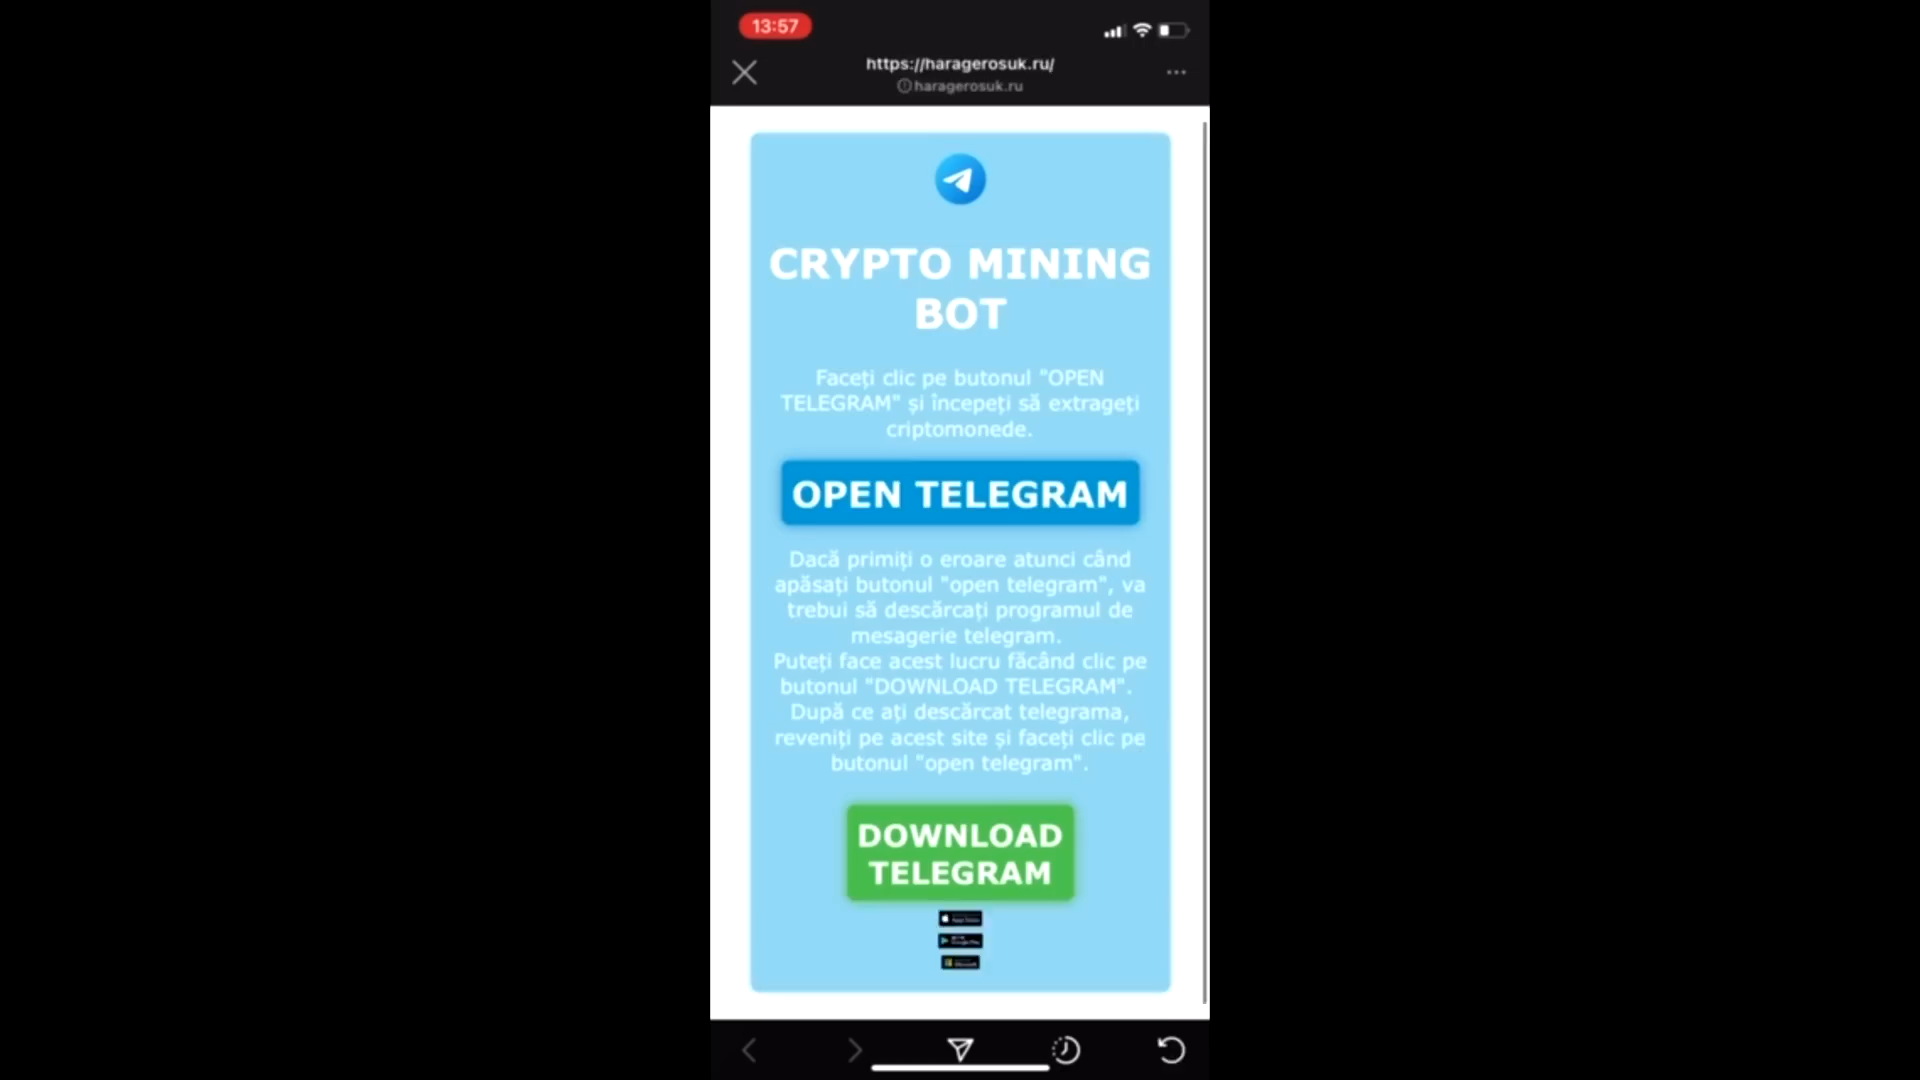 13:57
https://haragerosuk.ru/
haragerosuk.ru
CRYPTO MINING
BOT
Faceți clic pe butonul "OPEN
TELEGRAM" și începeți să extrageți
criptomonede.
OPEN TELEGRAM
Dacă primiți o eroare atunci când
apăsați butonul "open telegram", va
trebui să descărcați programul de
mesagerie telegram.
Puteți face acest lucru făcând clic pe
butonul "DOWNLOAD TELEGRAM".
După ce ați descărcat telegrama,
reveniți pe acest site și faceți clic pe
butonul "open telegram".
DOWNLOAD
TELEGRAM